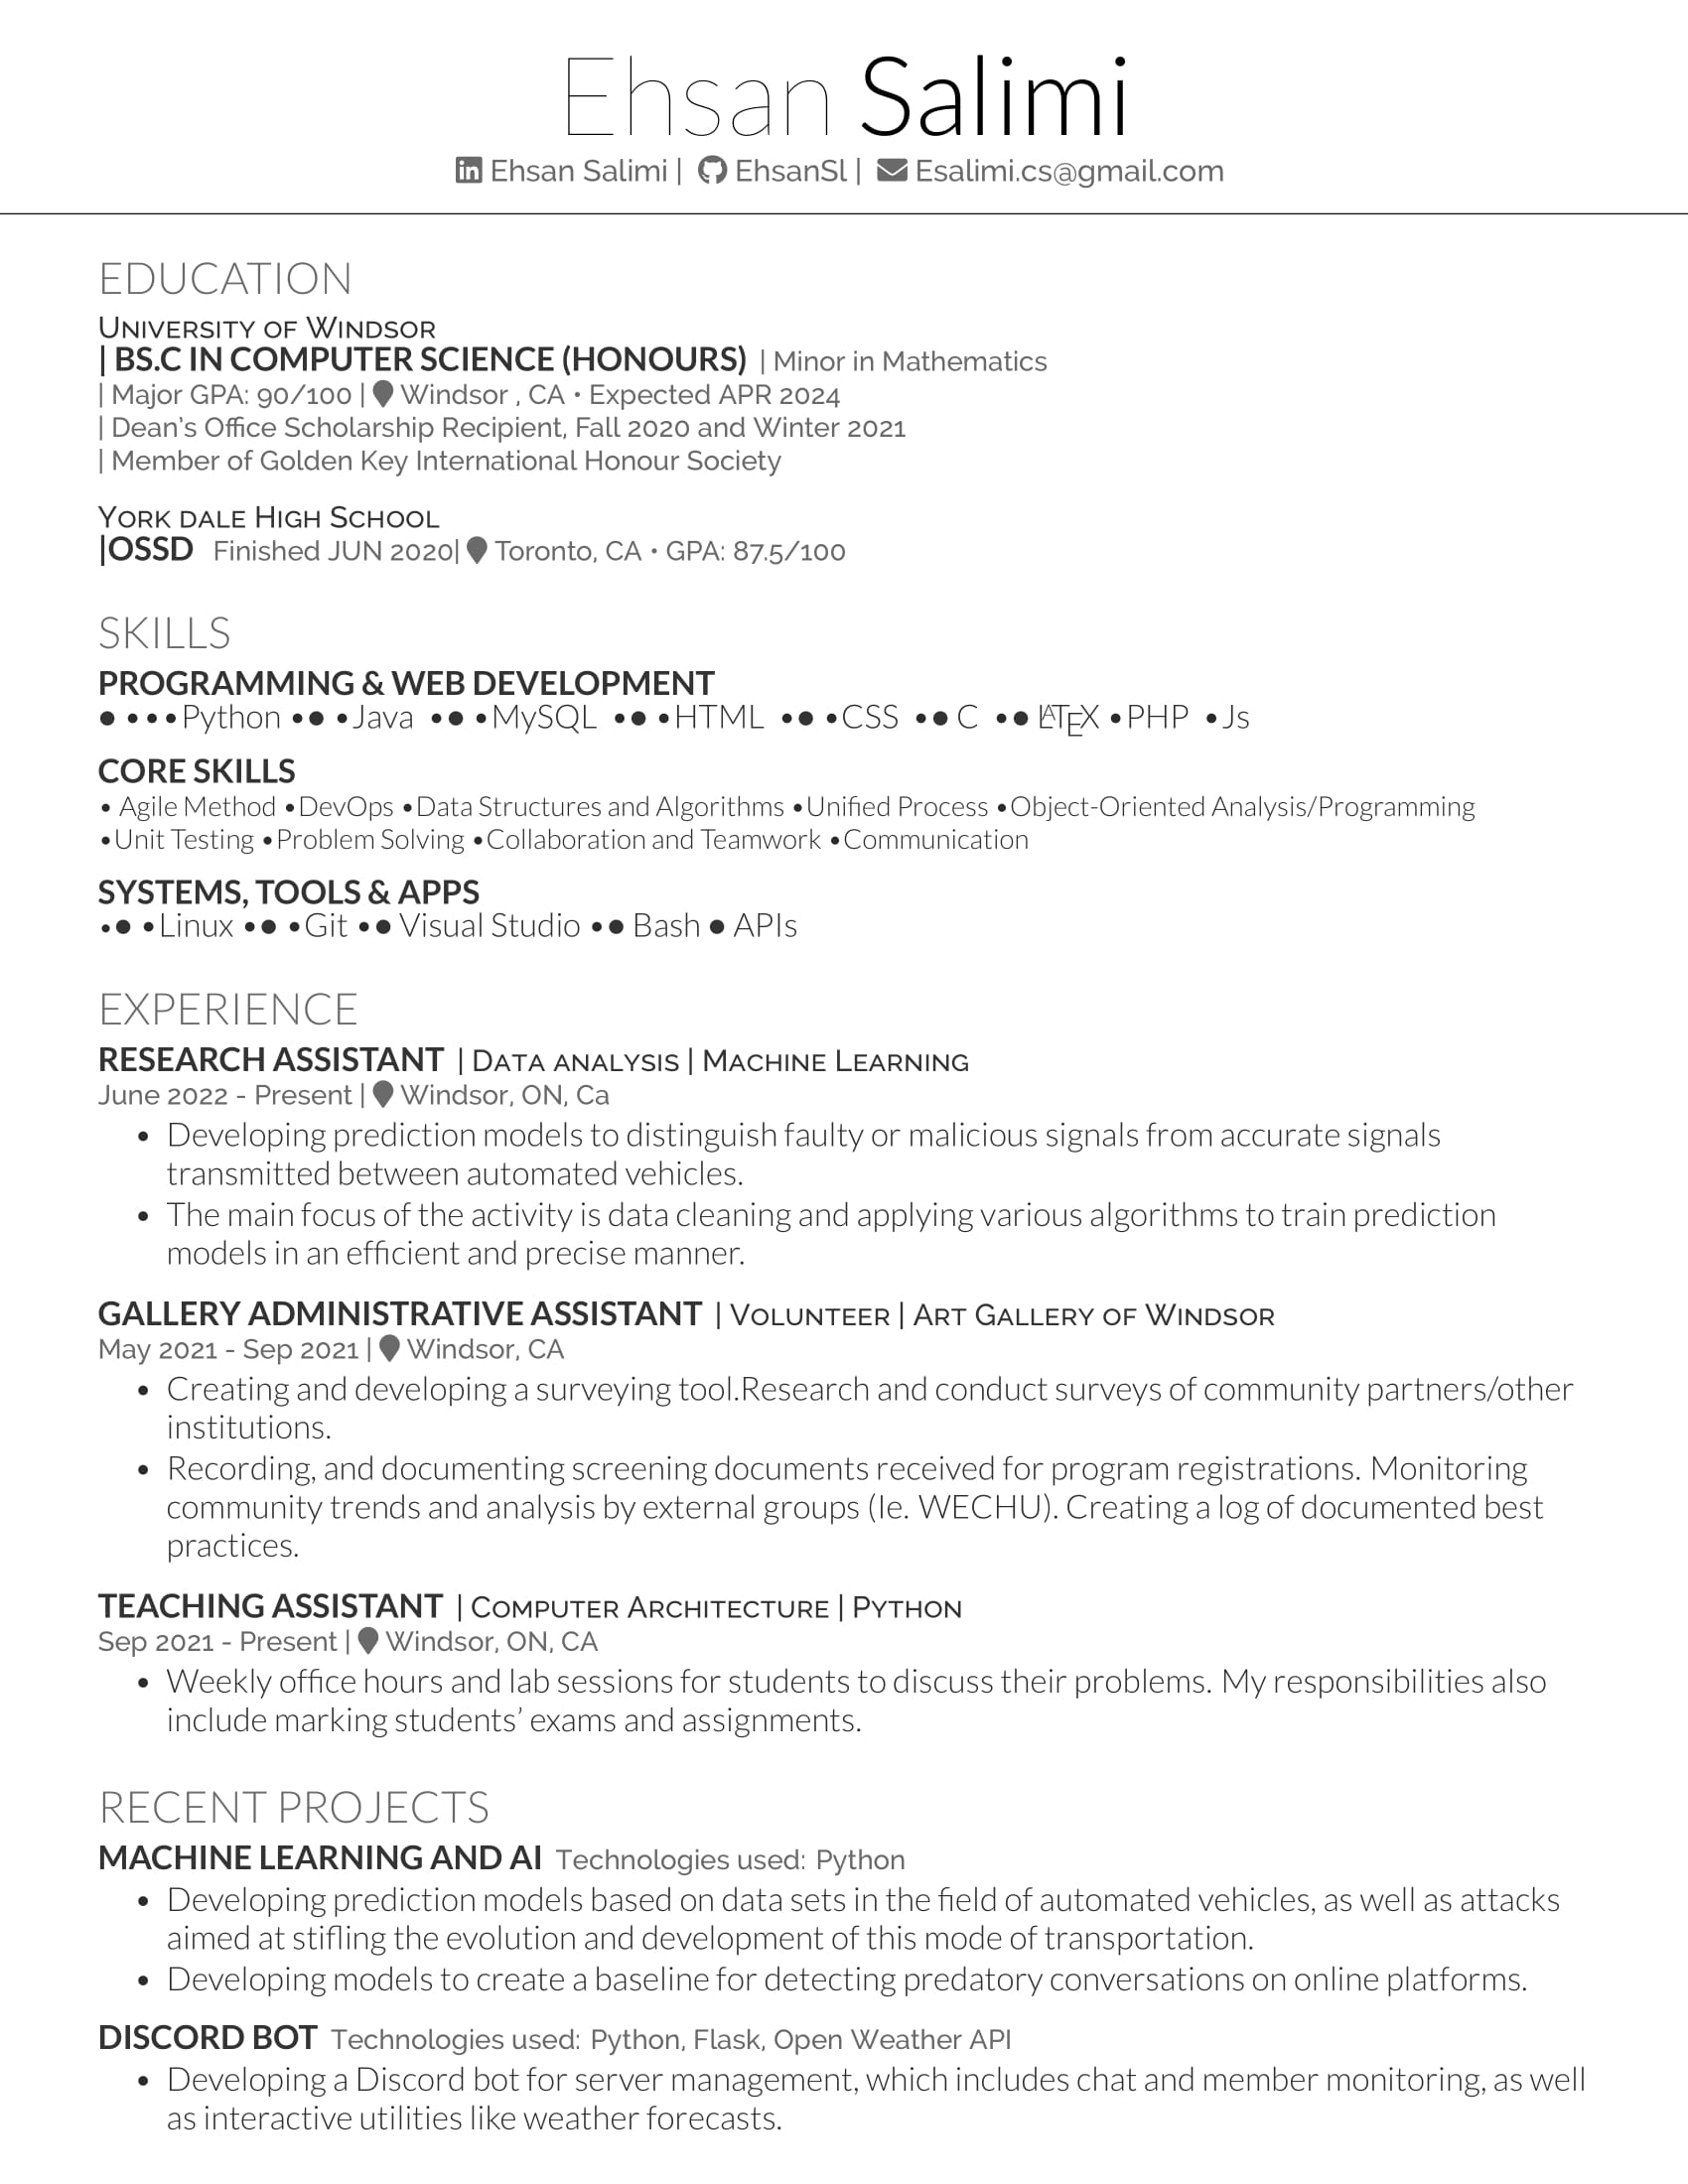 Ehsan Salimi
Ehsan Salimi | EhsanSl | Esalimi.cs@gmail.com
EDUCATION
University of Windsor
| BS.C IN COMPUTER SCIENCE (HONOURS) | Minor in Mathematics
| Major GPA: 90/100 | Windsor , CA • Expected APR 2024
| Dean's Office Scholarship Recipient, Fall 2020 and Winter 2021
| Member of Golden Key International Honour Society
York dale High School
|OSSD Finished JUN 2020| Toronto, CA • GPA: 87.5/100
SKILLS
PROGRAMMING & WEB DEVELOPMENT
● • • •Python •● •Java •● •MySQL •● •HTML •● •CSS •● C •● LATEX •PHP •Js
CORE SKILLS
• Agile Method •DevOps •Data Structures and Algorithms •Unified Process •Object-Oriented Analysis/Programming
•Unit Testing •Problem Solving •Collaboration and Teamwork •Communication
SYSTEMS, TOOLS & APPS
•● •Linux •● •Git •● Visual Studio •● Bash ● APIs
EXPERIENCE
RESEARCH ASSISTANT | Data analysis | Machine Learning
June 2022 - Present | Windsor, ON, Ca
• Developing prediction models to distinguish faulty or malicious signals from accurate signals
transmitted between automated vehicles.
• The main focus of the activity is data cleaning and applying various algorithms to train prediction
models in an efficient and precise manner.
GALLERY ADMINISTRATIVE ASSISTANT | Volunteer | Art Gallery of Windsor
May 2021 - Sep 2021 | Windsor, CA
• Creating and developing a surveying tool.Research and conduct surveys of community partners/other
institutions.
• Recording, and documenting screening documents received for program registrations. Monitoring
community trends and analysis by external groups (Ie. WECHU). Creating a log of documented best
practices.
TEACHING ASSISTANT | Computer Architecture | Python
Sep 2021 - Present | Windsor, ON, CA
• Weekly office hours and lab sessions for students to discuss their problems. My responsibilities also
include marking students' exams and assignments.
RECENT PROJECTS
MACHINE LEARNING AND AI Technologies used: Python
• Developing prediction models based on data sets in the field of automated vehicles, as well as attacks
aimed at stifling the evolution and development of this mode of transportation.
• Developing models to create a baseline for detecting predatory conversations on online platforms.
DISCORD BOT Technologies used: Python, Flask, Open Weather API
• Developing a Discord bot for server management, which includes chat and member monitoring, as well
as interactive utilities like weather forecasts.